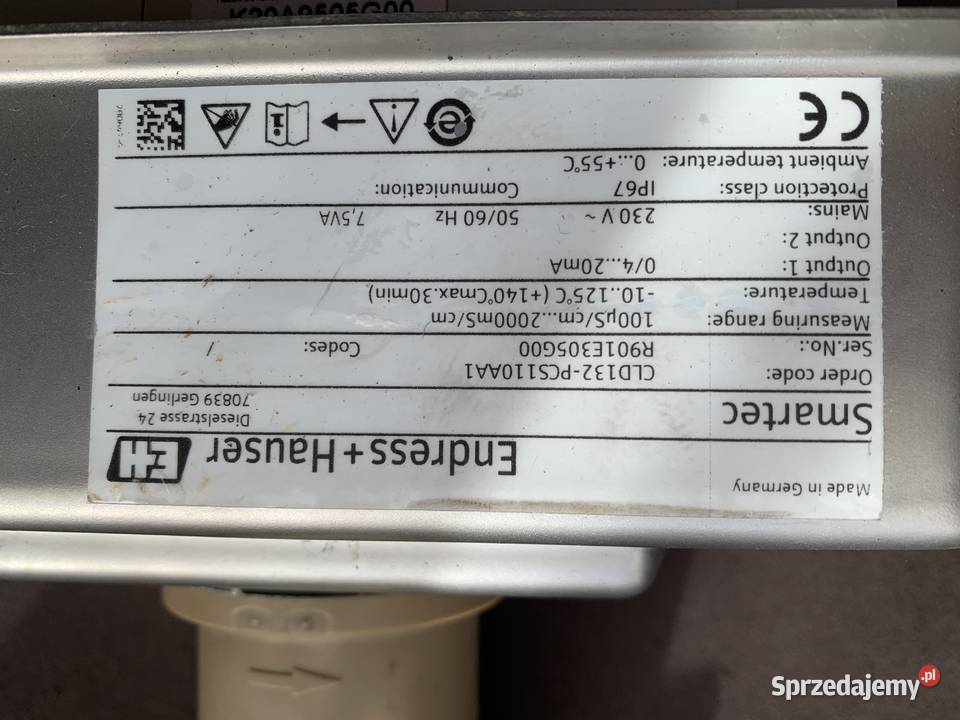 Made in Germany
Endress+Hauser EH
Smartec Dieselstrasse 24
70839 Gerlingen
Order code: CLD132-PCS110AA1
Ser.No.: R901E305G00 Codes: /
Measuring range: 100µS/cm...2000mS/cm
Temperature: -10..125°C (+140°Cmax.30min)
Output 1: 0/4...20mA
Output 2:
Mains: 230 V ~ 50/60 Hz 7,5VA
Protection class: IP67 Communication:
Ambient temperature: 0...+55°C
CE
K20A9505G00
Sprzedajemy.pl